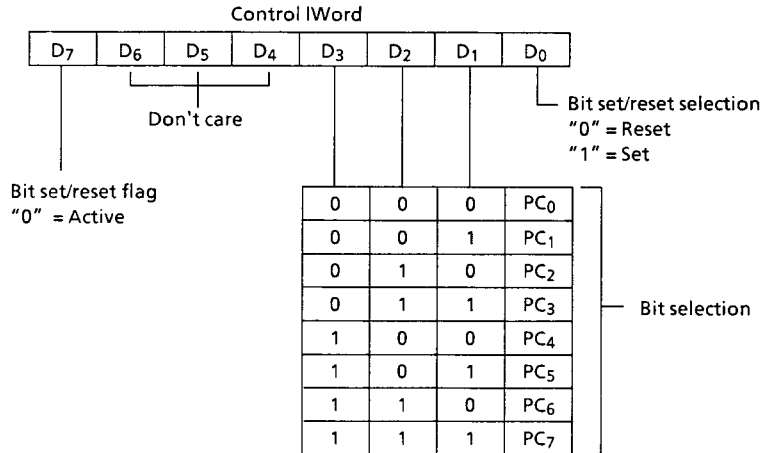 Control lWord
D7 D6 D5 D4 D3 D2 D1 D0
Don't care
Bit set/reset selection
"0" = Reset
"1" = Set
Bit set/reset flag
"0" = Active
0 0 0 PC0
0 0 1 PC1
0 1 0 PC2
0 1 1 PC3
1 0 0 PC4
1 0 1 PC5
1 1 0 PC6
1 1 1 PC7
Bit selection